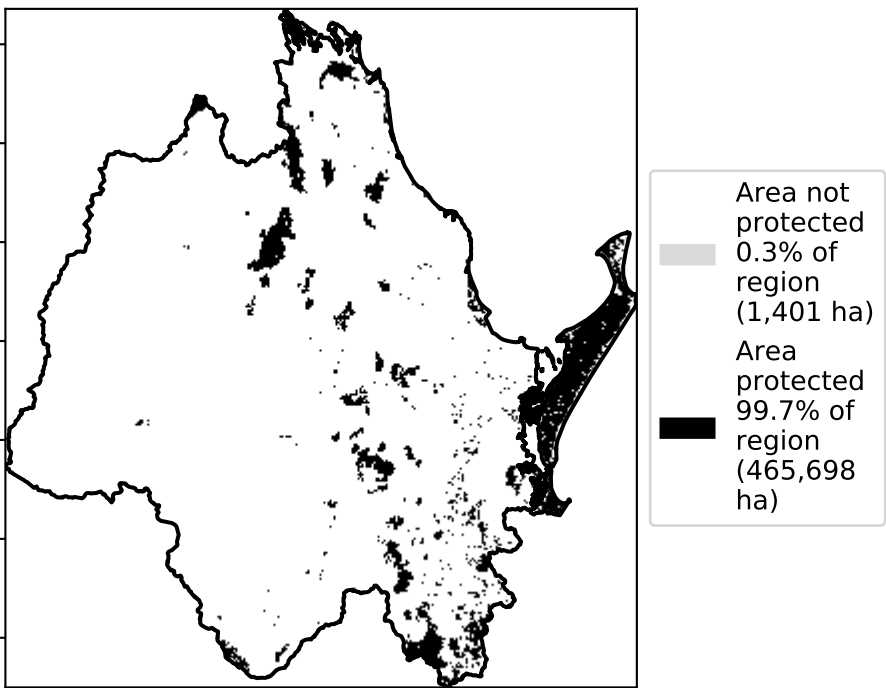 Area not
protected
0.3% of
region
(1,401 ha)
Area
protected
99.7% of
region
(465,698
ha)